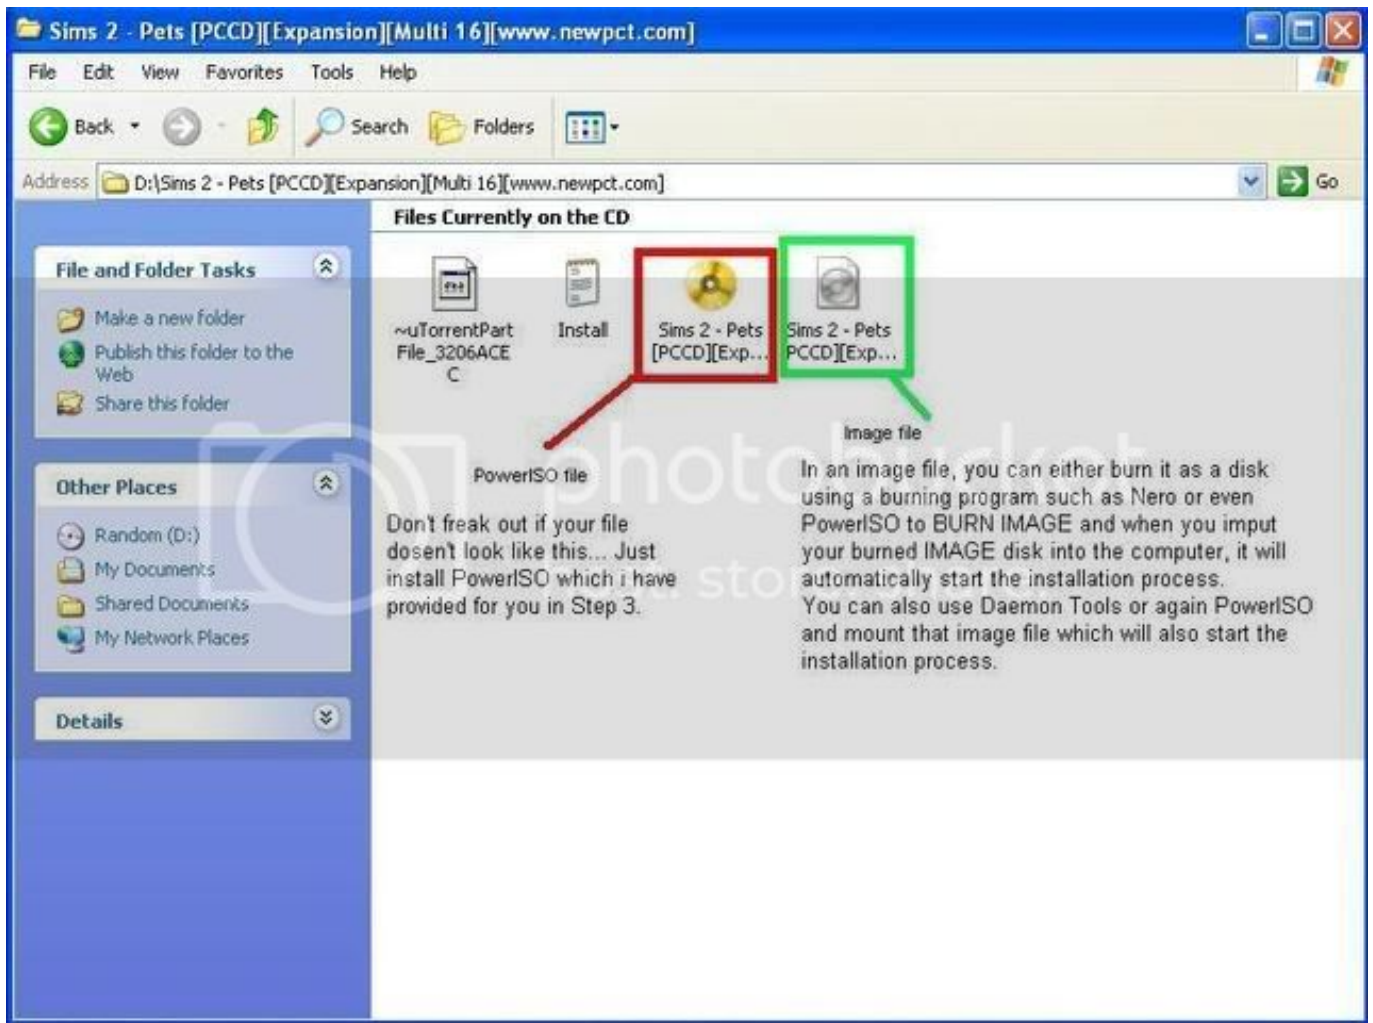 Sims 2 - Pets [PCCD][Expansion][Multi 16][www.newpct.com]
File Edit View Favorites Tools Help
Back Search Folders
Address D:\Sims 2 - Pets [PCCD][Expansion][Multi 16][www.newpct.com] Go
Files Currently on the CD
File and Folder Tasks
Make a new folder
Publish this folder to the
Web
Share this folder
Other Places
Random (D:)
My Documents
Shared Documents
My Network Places
Details
~uTorrentPart
File_3206ACE
C
Install
Sims 2 - Pets
[PCCD][Exp...
Sims 2 - Pets
PCCD][Exp...
PowerISO file
Don't freak out if your file
dosen't look like this... Just
install PowerISO which i have
provided for you in Step 3.
Image file
In an image file, you can either burn it as a disk
using a burning program such as Nero or even
PowerISO to BURN IMAGE and when you imput
your burned IMAGE disk into the computer, it will
automatically start the installation process.
You can also use Daemon Tools or again PowerISO
and mount that image file which will also start the
installation process.
photobucket
host. store. share.